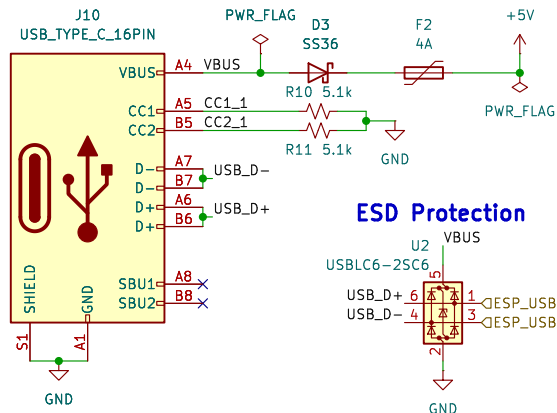 J10
USB_TYPE_C_16PIN
PWR_FLAG
D3
SS36
F2
4A
+5V
VBUS
A4
VBUS
R10 5.1k
PWR_FLAG
CC1
A5
CC1_1
CC2
B5
CC2_1
R11 5.1k
GND
D-
A7
USB_D-
D-
B7
D+
A6
USB_D+
D+
B6
SBU1
A8
SBU2
B8
SHIELD
GND
S1
A1
GND
ESD Protection
U2
USBLC6-2SC6
VBUS
5
USB_D+
6
1
ESP_USB
USB_D-
4
3
ESP_USB
2
GND